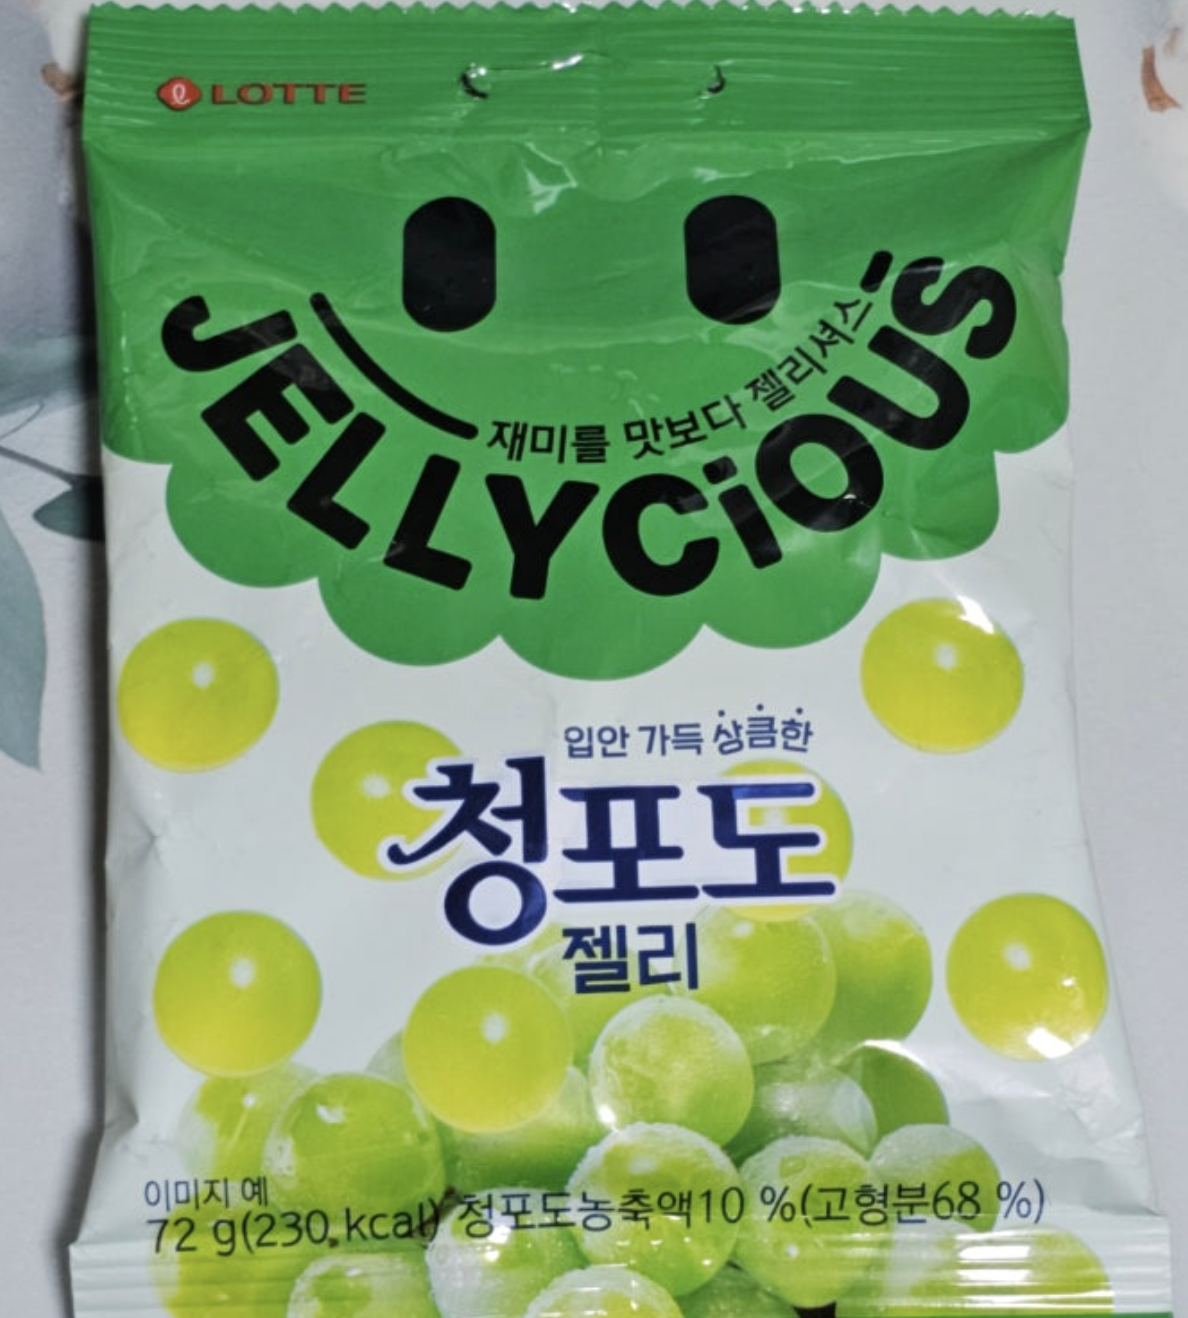 LOTTE
재미를 맛보다 젤리셔스
JELLYCiOUS
입안 가득 상큼한
청포도
젤리
이미지 예
72 g(230 kcal) 청포도농축액10 %(고형분68 %)